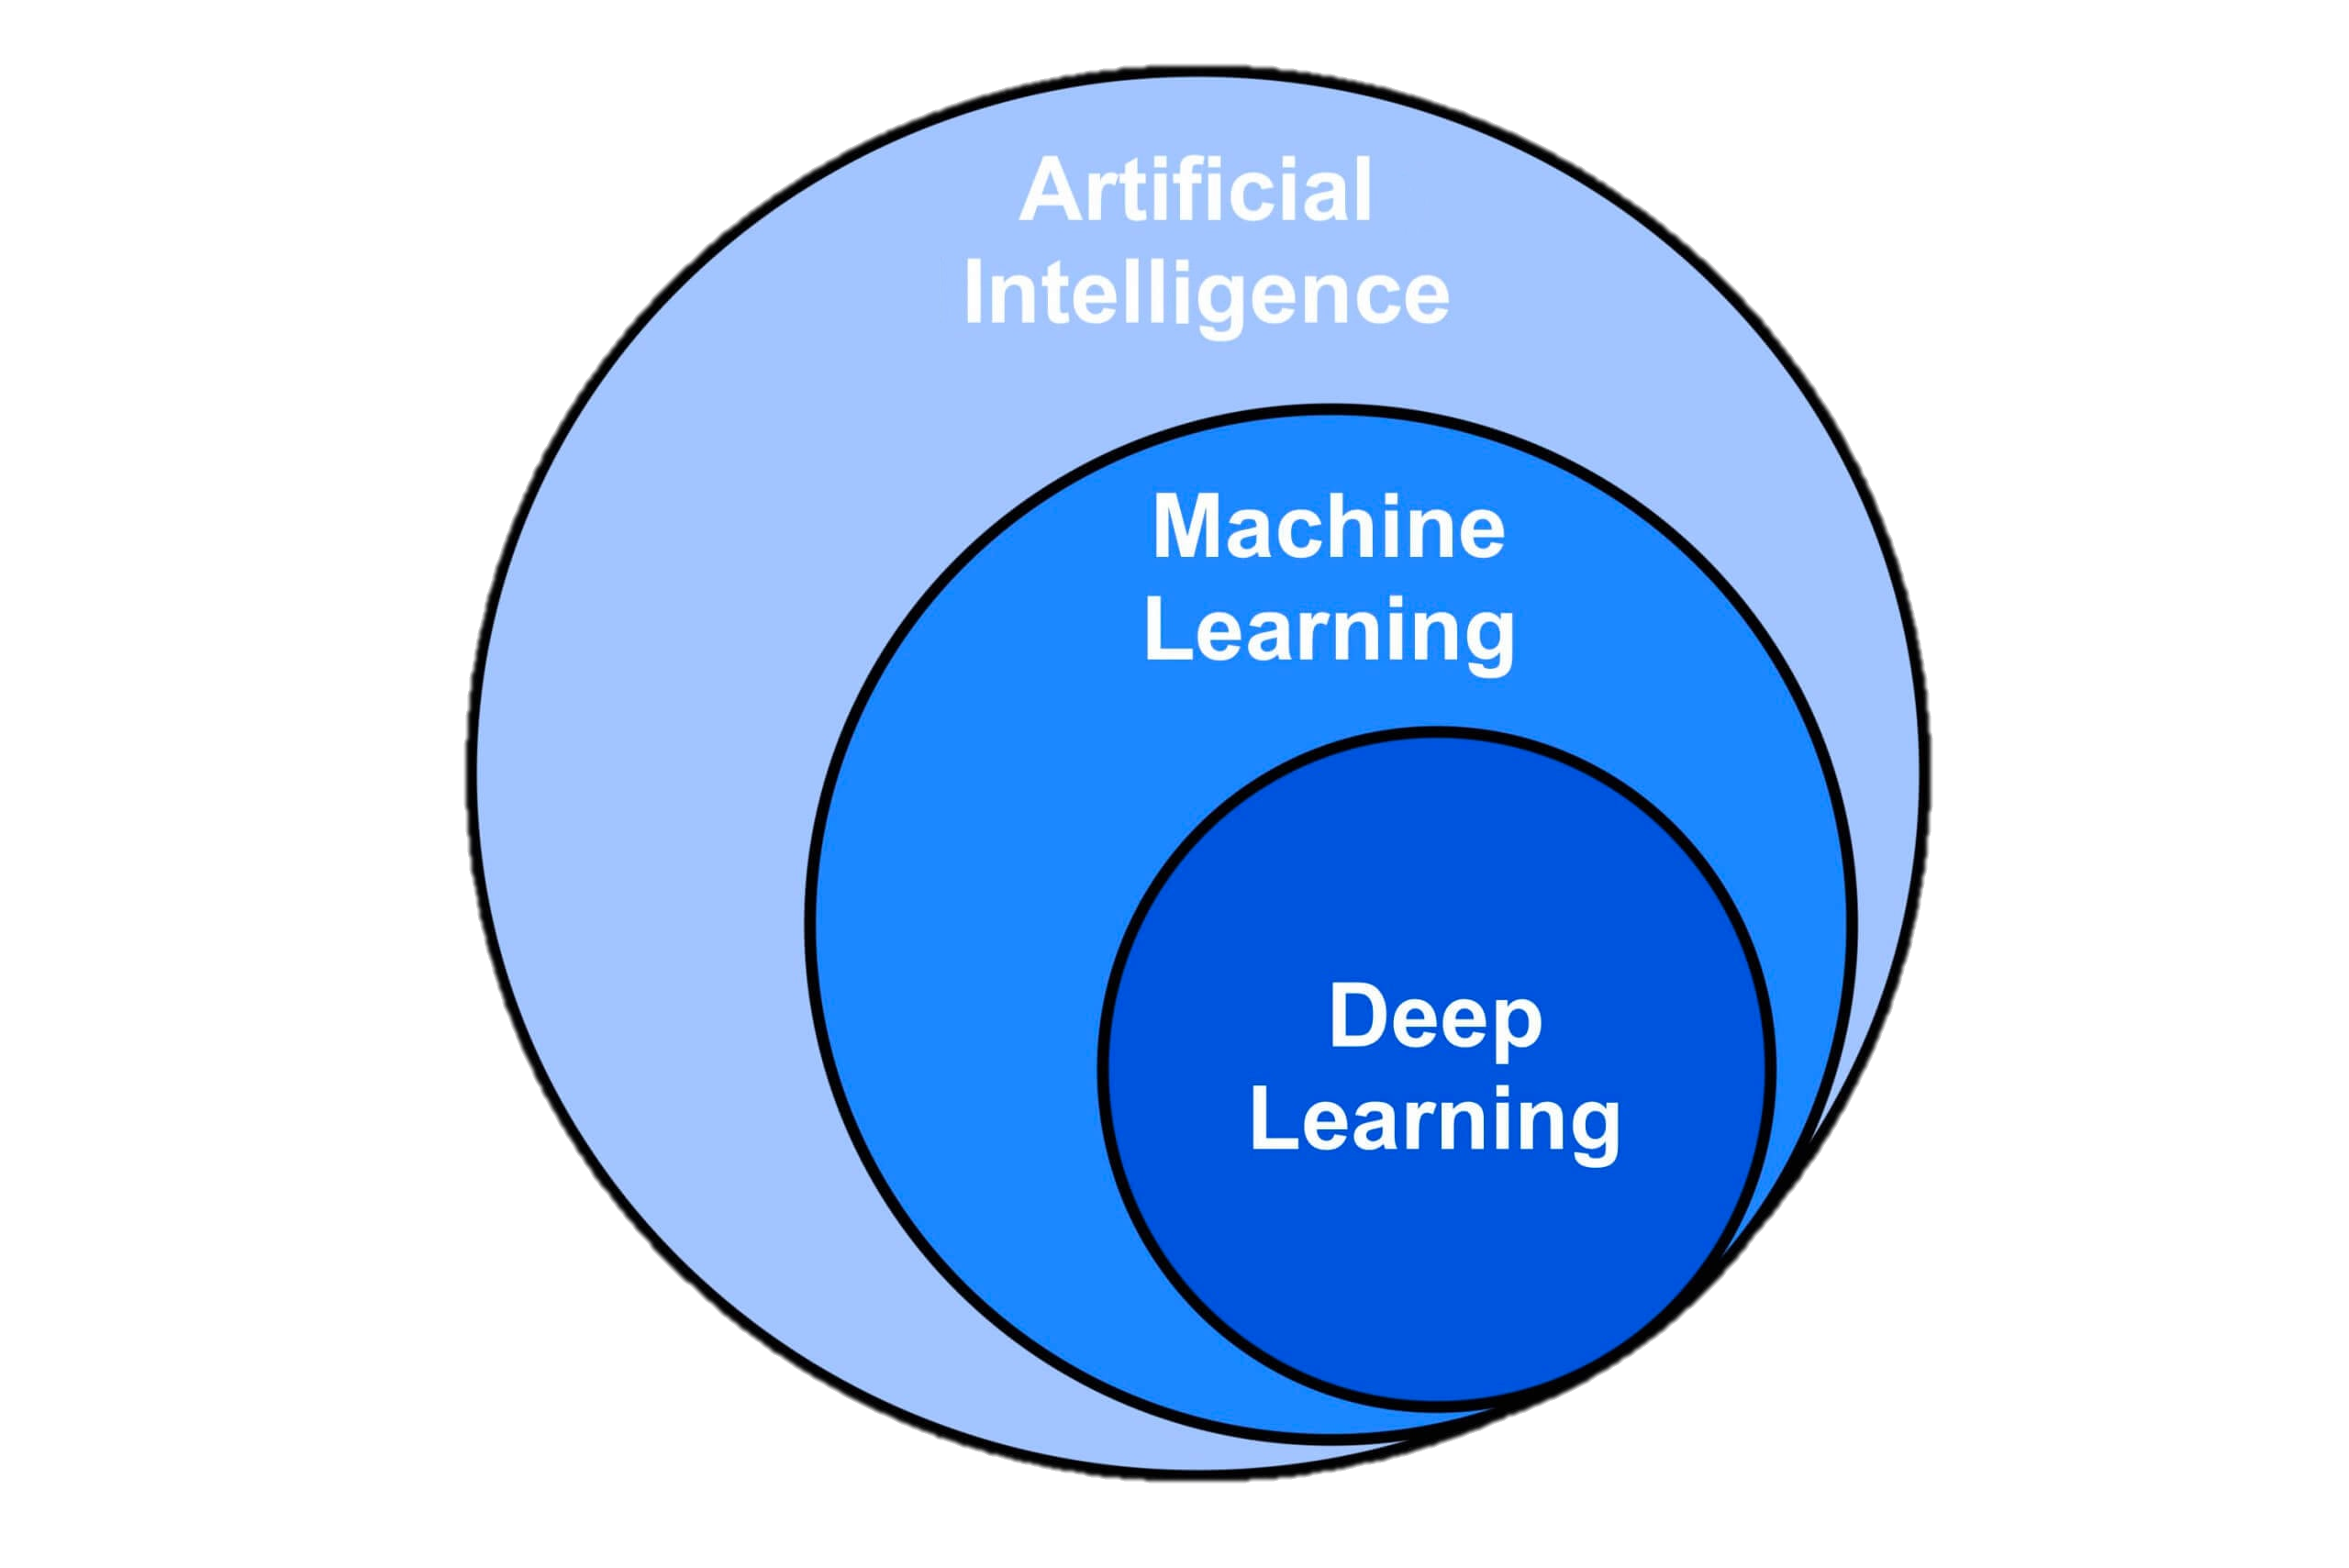 Artificial
Intelligence
Machine
Learning
Deep
Learning